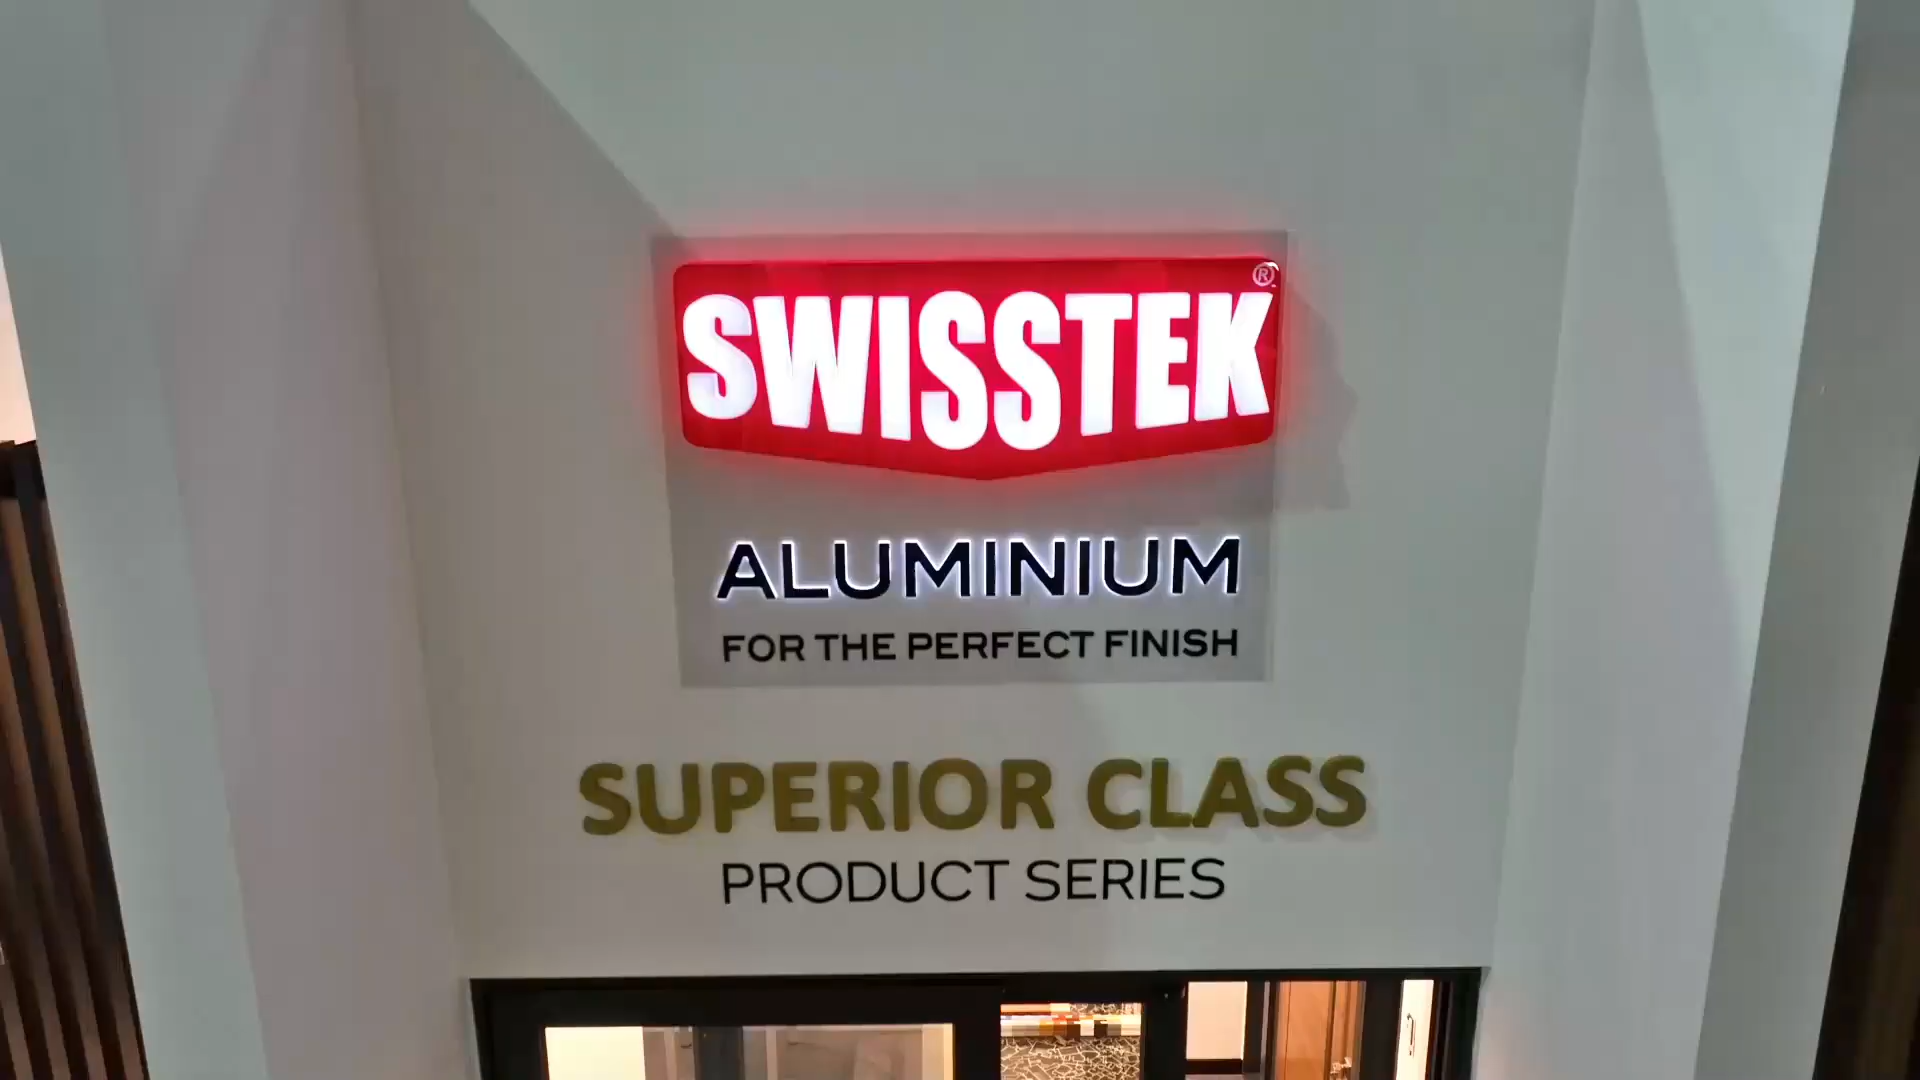 SWISSTEK®
ALUMINIUM
FOR THE PERFECT FINISH
SUPERIOR CLASS
PRODUCT SERIES